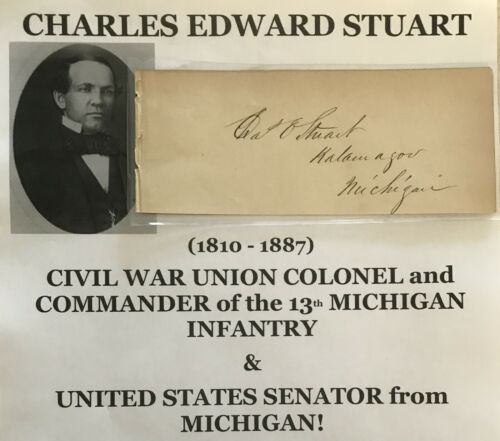 CHARLES EDWARD STUART
Chas E Stuart
Kalamazoo
Michigan
(1810 - 1887)
CIVIL WAR UNION COLONEL and
COMMANDER of the 13th MICHIGAN
INFANTRY
&
UNITED STATES SENATOR from
MICHIGAN!